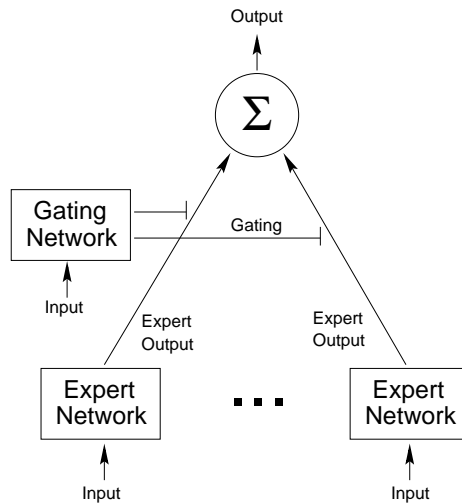 Output
Σ
Gating
Network
Gating
Input
Expert
Output
Expert
Output
Expert
Network
Expert
Network
Input
Input